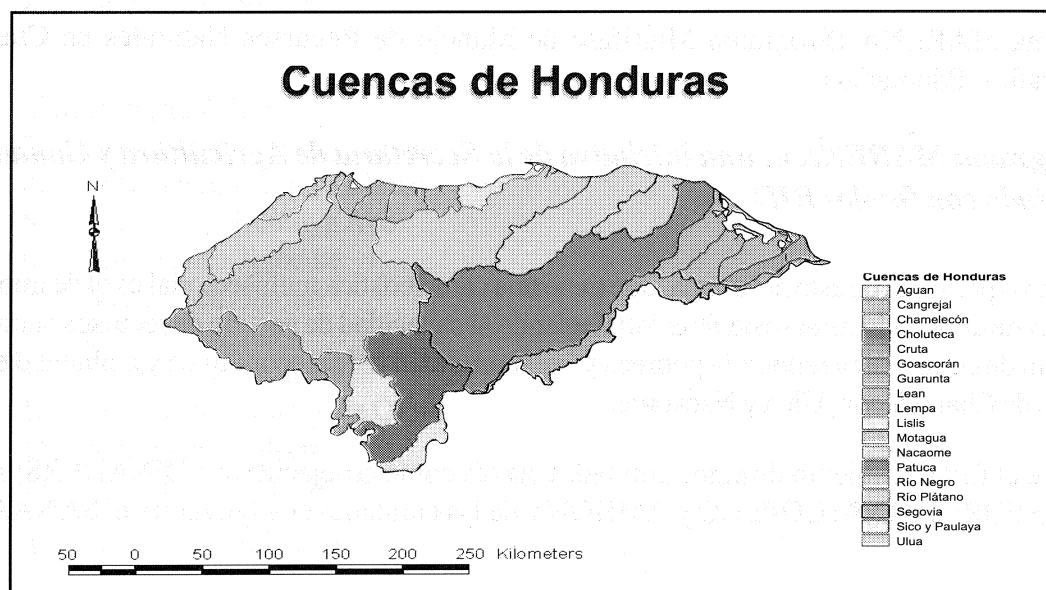 Cuencas de Honduras
N
Cuencas de Honduras
Aguan
Cangrejal
Chamelecón
Choluteca
Cruta
Goascorán
Guarunta
Lean
Lempa
Lislis
Motagua
Nacaome
Patuca
Río Negro
Río Plátano
Segovia
Sico y Paulaya
Ulua
50 0 50 100 150 200 250 Kilometers